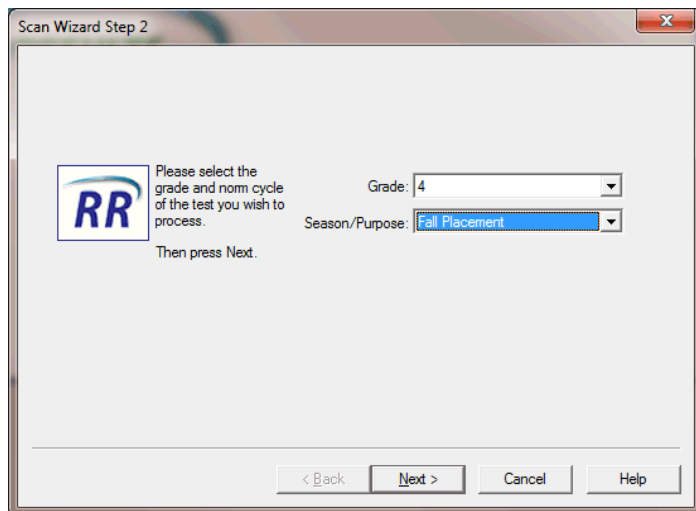 Scan Wizard Step 2
Please select the
grade and norm cycle
of the test you wish to
process.
Then press Next.
RR
Grade: 4
Season/Purpose: Fall Placement
< Back Next > Cancel Help